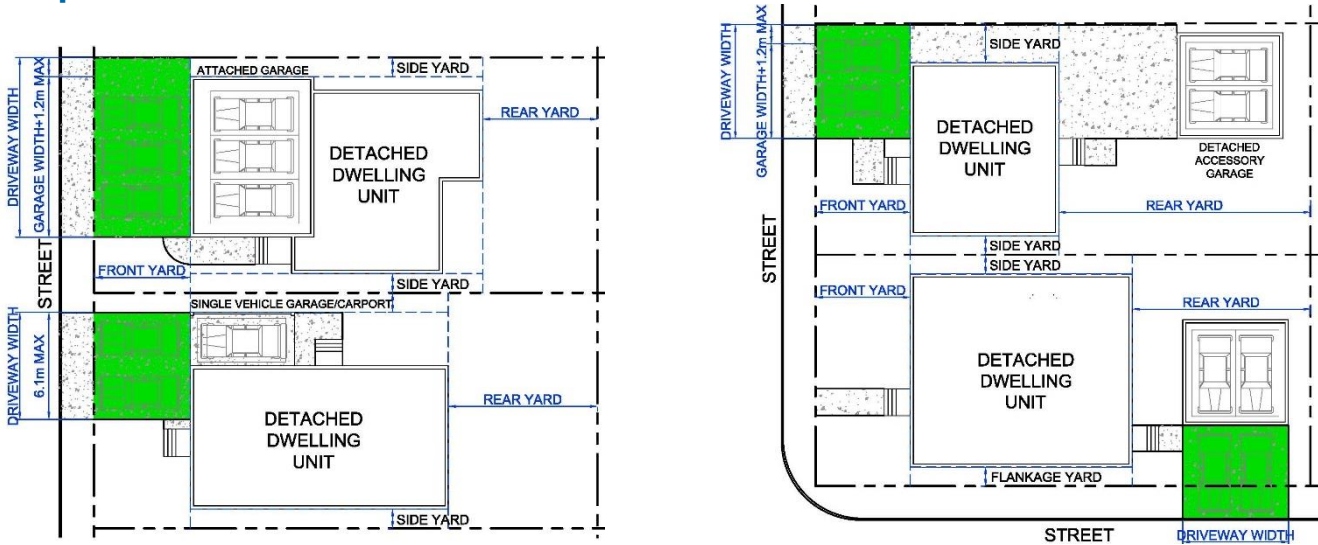 ATTACHED GARAGE
SIDE YARD
REAR YARD
DETACHED
DWELLING
UNIT
DRIVEWAY WIDTH
GARAGE WIDTH+1.2m MAX
STREET
FRONT YARD
SIDE YARD
SINGLE VEHICLE GARAGE/CARPORT
DRIVEWAY WIDTH
6.1m MAX
REAR YARD
DETACHED
DWELLING
UNIT
SIDE YARD
DRIVEWAY WIDTH
GARAGE WIDTH+1.2m MAX
SIDE YARD
DETACHED
DWELLING
UNIT
DETACHED
ACCESSORY
GARAGE
FRONT YARD
REAR YARD
STREET
SIDE YARD
SIDE YARD
FRONT YARD
REAR YARD
DETACHED
DWELLING
UNIT
FLANKAGE YARD
STREET
DRIVEWAY WIDTH